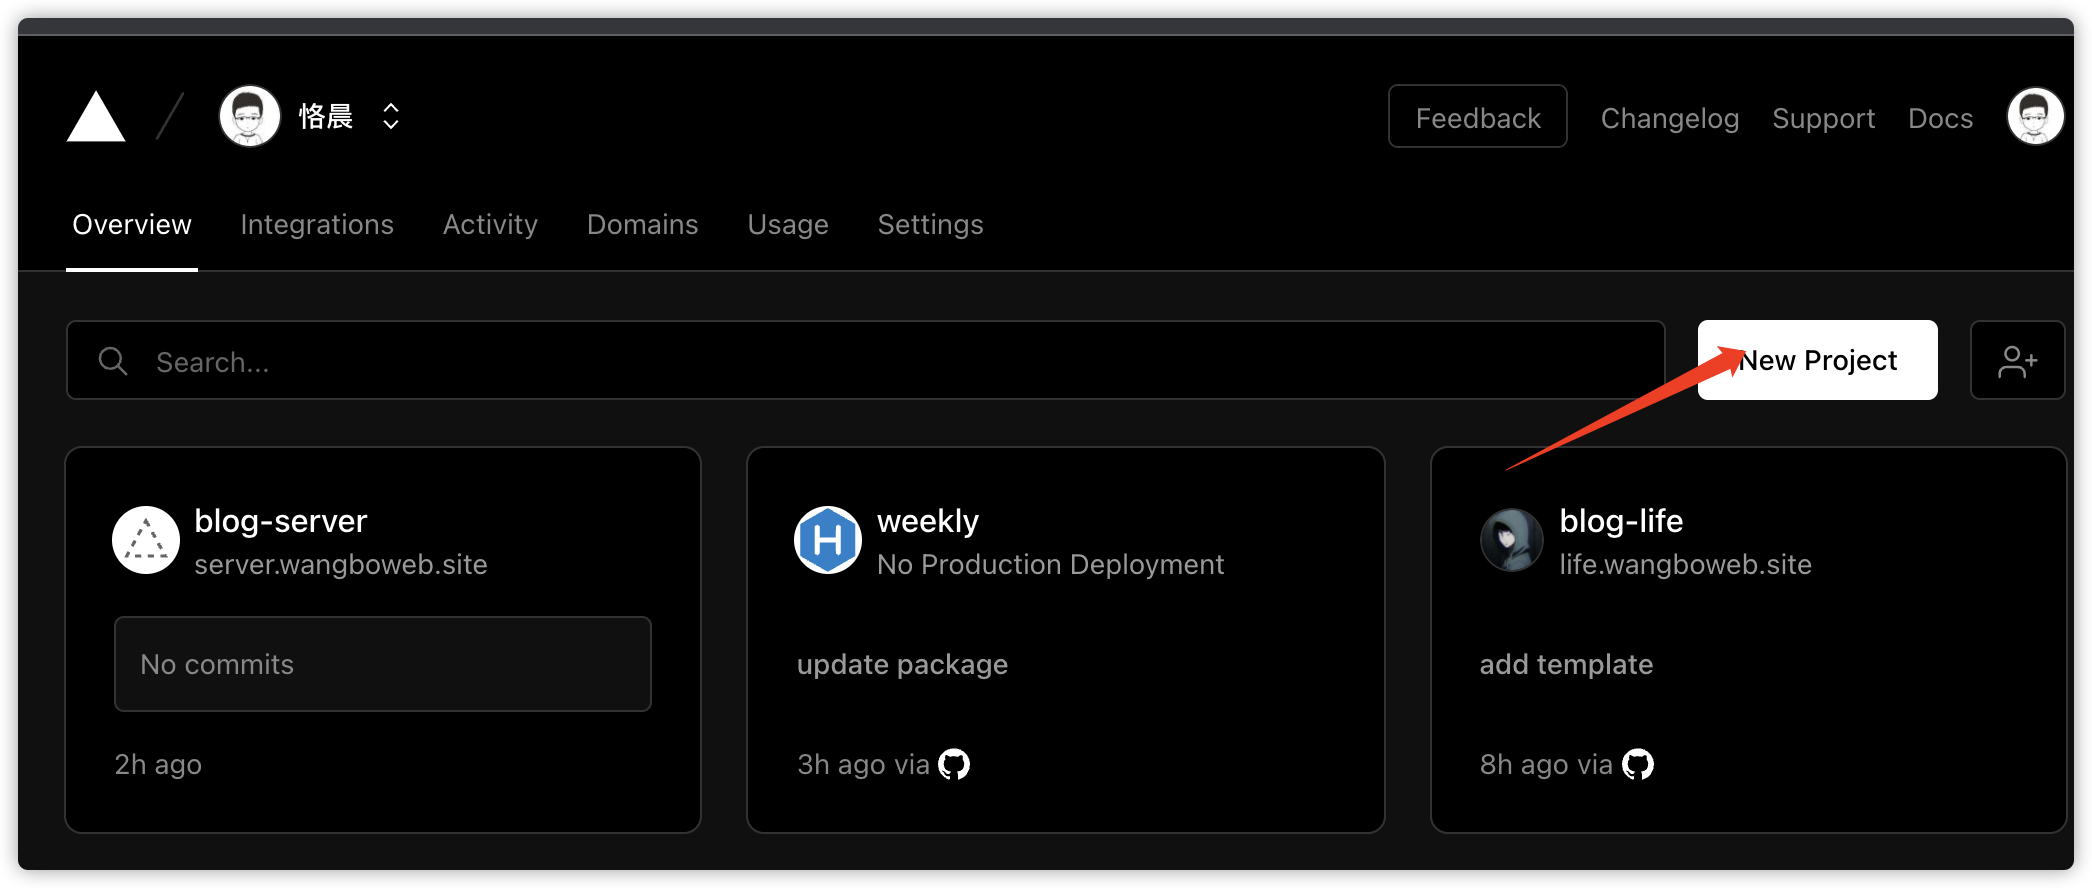 恪晨
Feedback
Changelog
Support
Docs
Overview
Integrations
Activity
Domains
Usage
Settings
Search...
New Project
blog-server
server.wangboweb.site
No commits
2h ago
weekly
No Production Deployment
update package
3h ago via
blog-life
life.wangboweb.site
add template
8h ago via